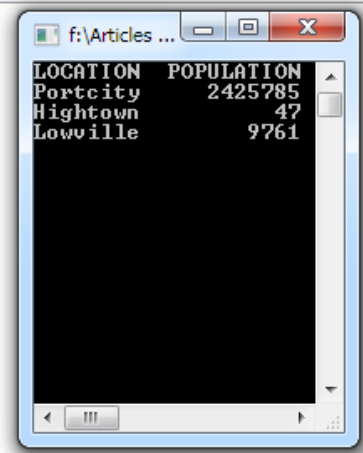 f:\Articles ...
LOCATION POPULATION
Portcity 2425785
Hightown 47
Lowville 9761